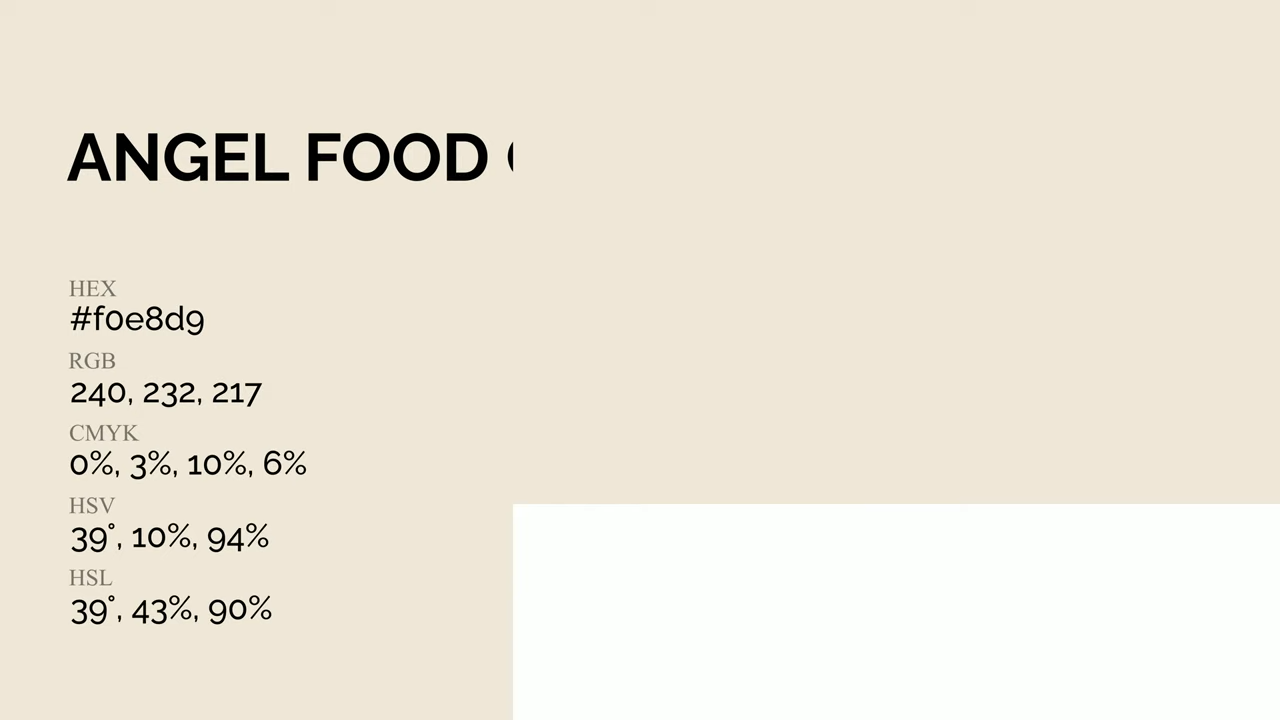 ANGEL FOOD
HEX
#f0e8d9
RGB
240, 232, 217
CMYK
0%, 3%, 10%, 6%
HSV
39°, 10%, 94%
HSL
39°, 43%, 90%